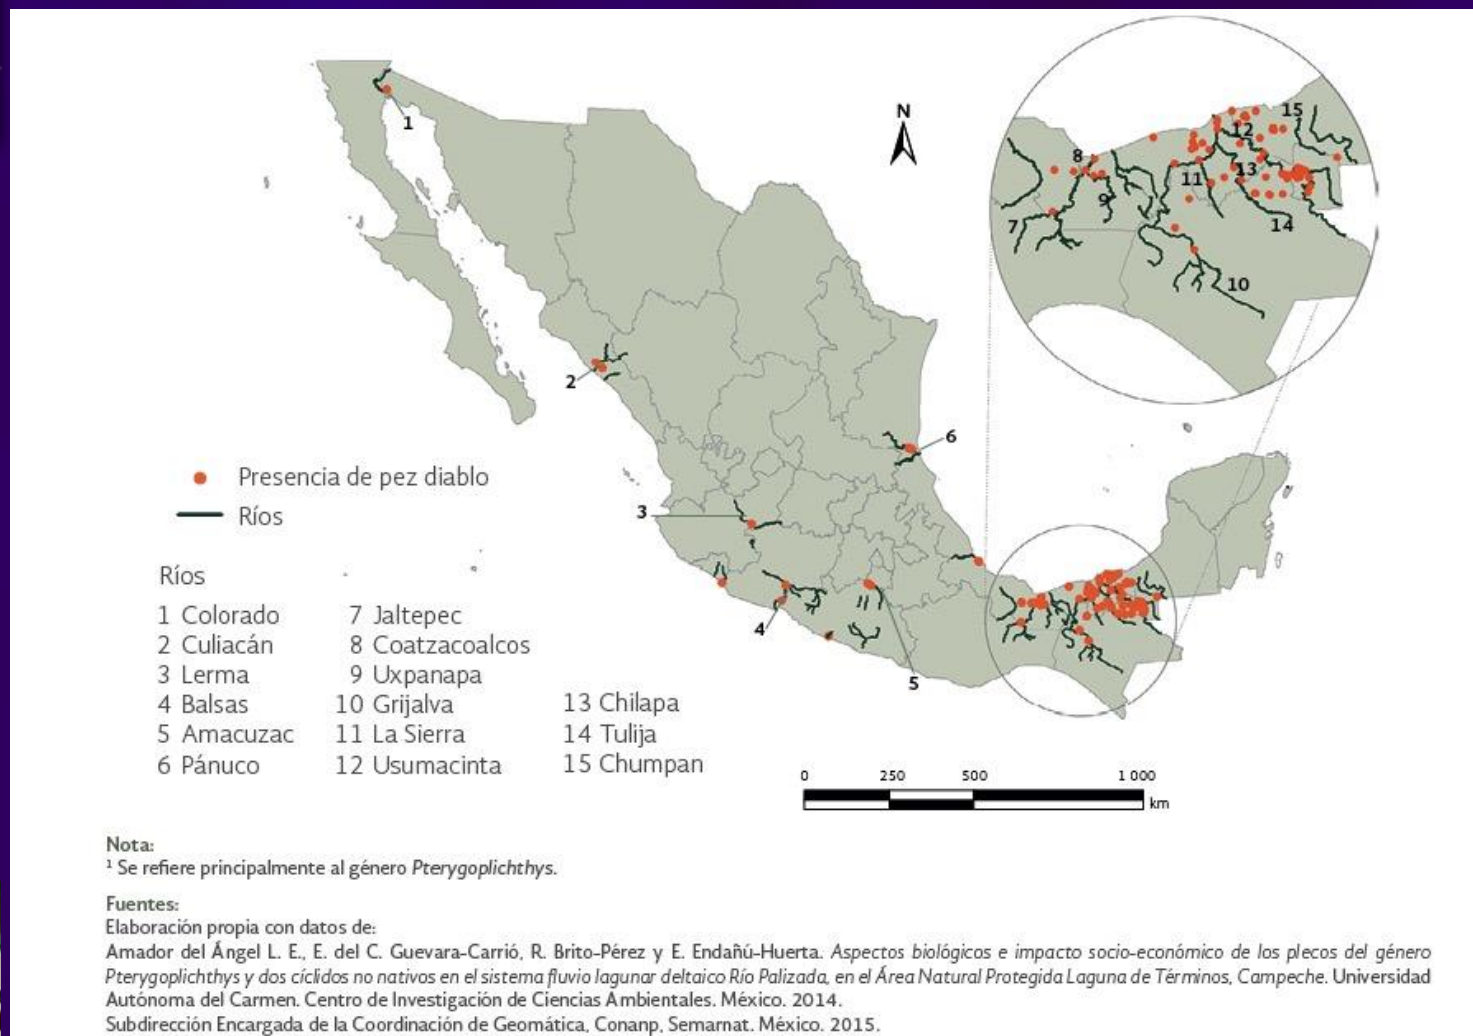 N
1
2
3
4
5
6
7
8
9
10
11
12
13
14
15
Presencia de pez diablo
Ríos
Ríos
1 Colorado
2 Culiacán
3 Lerma
4 Balsas
5 Amacuzac
6 Pánuco
7 Jaltepec
8 Coatzacoalcos
9 Uxpanapa
10 Grijalva
11 La Sierra
12 Usumacinta
13 Chilapa
14 Tulija
15 Chumpan
0 250 500 1 000
km
Nota:
¹ Se refiere principalmente al género Pterygoplichthys.
Fuentes:
Elaboración propia con datos de:
Amador del Ángel L. E., E. del C. Guevara-Carrió, R. Brito-Pérez y E. Endañú-Huerta. Aspectos biológicos e impacto socio-económico de los plecos del género
Pterygoplichthys y dos cíclidos no nativos en el sistema fluvio lagunar deltaico Río Palizada, en el Área Natural Protegida Laguna de Términos, Campeche. Universidad
Autónoma del Carmen. Centro de Investigación de Ciencias Ambientales. México. 2014.
Subdirección Encargada de la Coordinación de Geomática, Conanp, Semarnat. México. 2015.